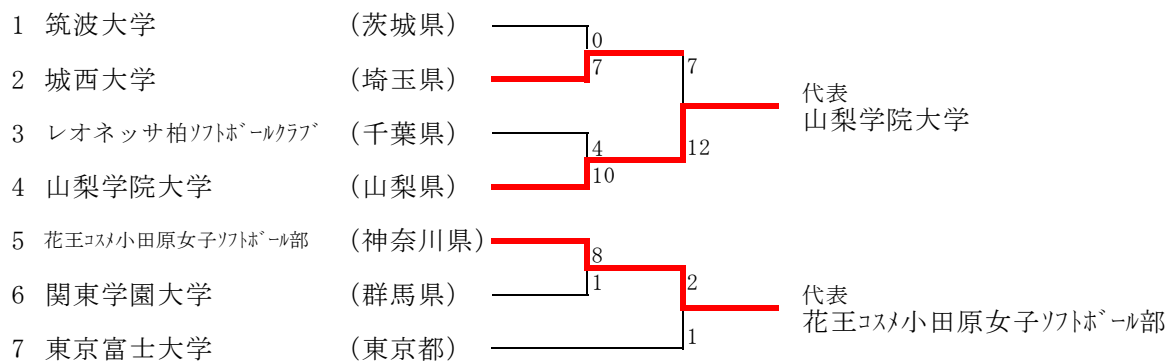 1 筑波大学 (茨城県)
0
7
2 城西大学 (埼玉県)
7
代表
山梨学院大学
3 レオネッサ柏ｿﾌﾄﾎﾞｰﾙｸﾗﾌﾞ (千葉県)
4
12
10
4 山梨学院大学 (山梨県)
5 花王ｺｽﾒ小田原女子ｿﾌﾄﾎﾞｰﾙ部 (神奈川県)
8
1
2
6 関東学園大学 (群馬県)
代表
花王ｺｽﾒ小田原女子ｿﾌﾄﾎﾞｰﾙ部
1
7 東京富士大学 (東京都)